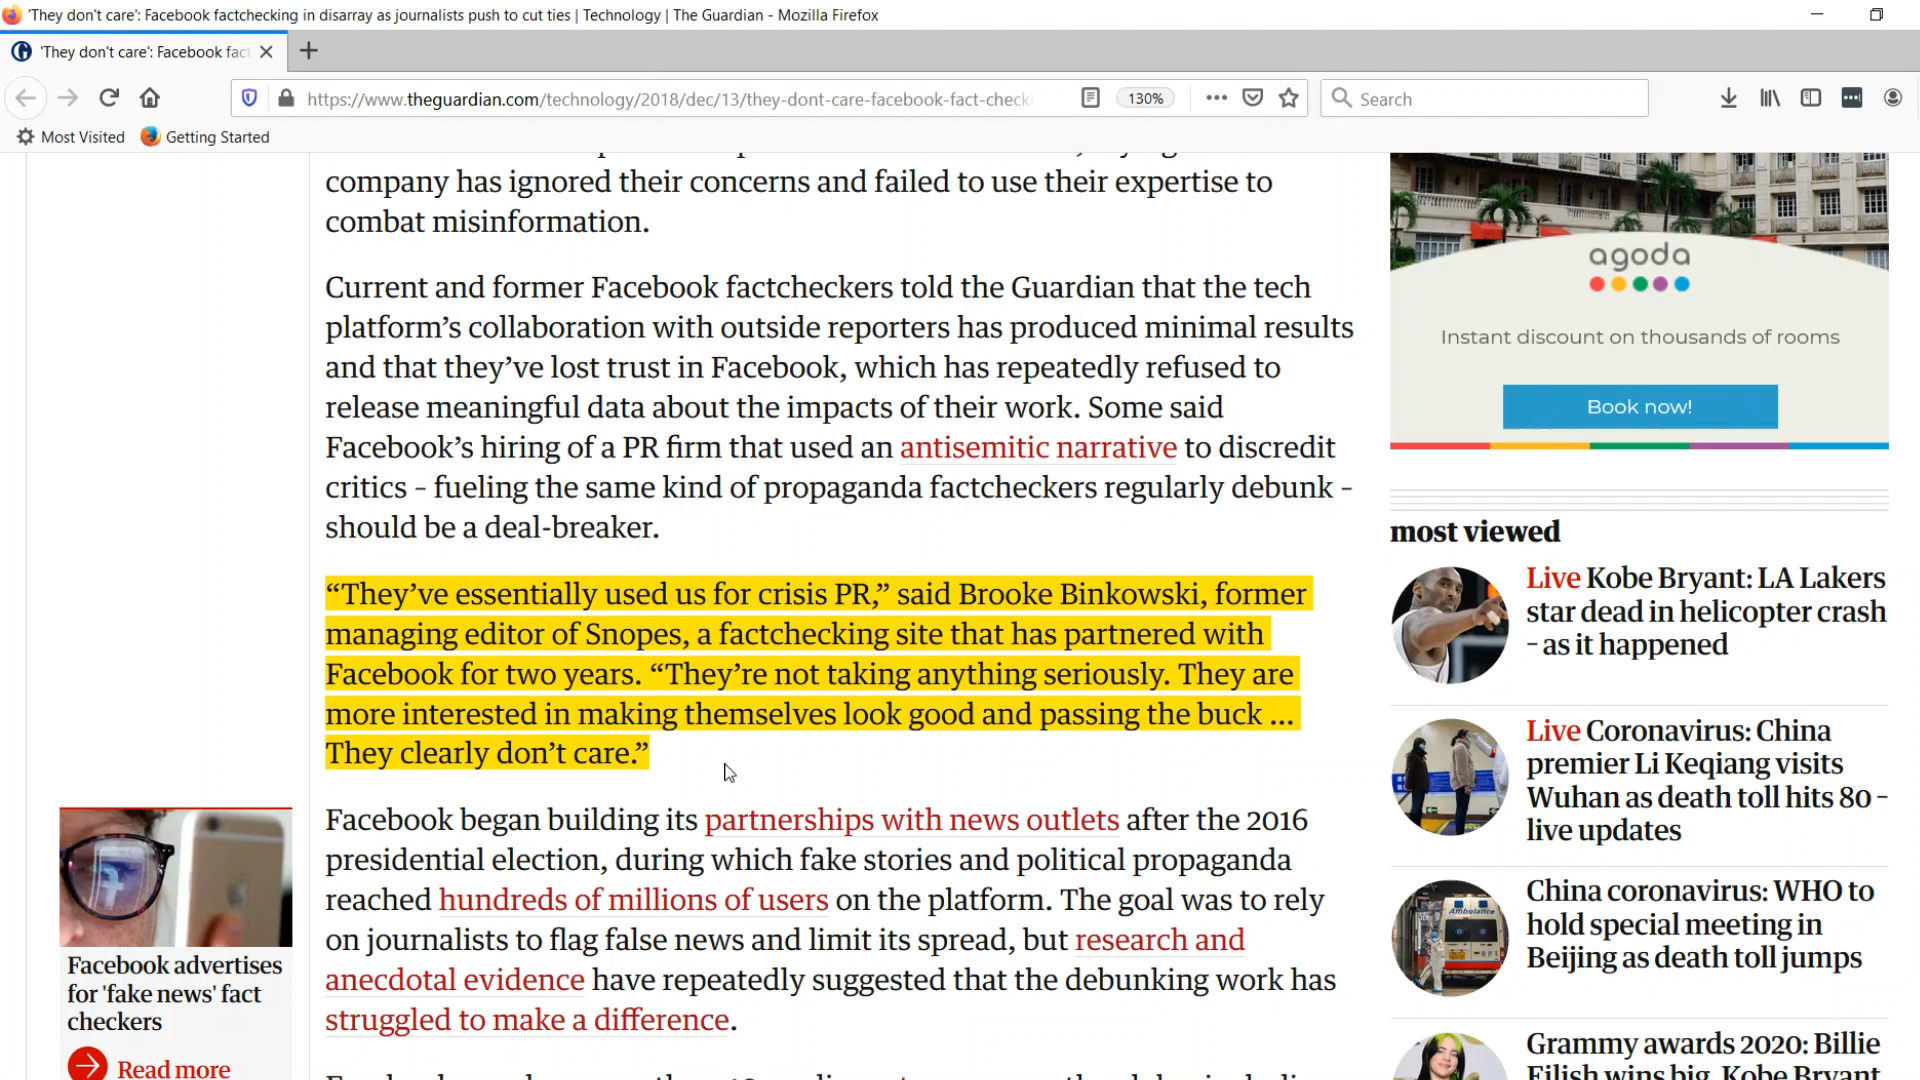 'They don't care': Facebook factchecking in disarray as journalists push to cut ties | Technology | The Guardian - Mozilla Firefox
'They don't care': Facebook fact
https://www.theguardian.com/technology/2018/dec/13/they-dont-care-facebook-fact-check
130%
Search
Most Visited
Getting Started
company has ignored their concerns and failed to use their expertise to
combat misinformation.
Current and former Facebook factcheckers told the Guardian that the tech
platform’s collaboration with outside reporters has produced minimal results
and that they’ve lost trust in Facebook, which has repeatedly refused to
release meaningful data about the impacts of their work. Some said
Facebook’s hiring of a PR firm that used an antisemitic narrative to discredit
critics – fueling the same kind of propaganda factcheckers regularly debunk –
should be a deal-breaker.
“They’ve essentially used us for crisis PR,” said Brooke Binkowski, former
managing editor of Snopes, a factchecking site that has partnered with
Facebook for two years. “They’re not taking anything seriously. They are
more interested in making themselves look good and passing the buck ...
They clearly don’t care.”
Facebook began building its partnerships with news outlets after the 2016
presidential election, during which fake stories and political propaganda
reached hundreds of millions of users on the platform. The goal was to rely
on journalists to flag false news and limit its spread, but research and
anecdotal evidence have repeatedly suggested that the debunking work has
struggled to make a difference.
Facebook advertises
for 'fake news' fact
checkers
Read more
agoda
Instant discount on thousands of rooms
Book now!
most viewed
Live Kobe Bryant: LA Lakers
star dead in helicopter crash
– as it happened
Live Coronavirus: China
premier Li Keqiang visits
Wuhan as death toll hits 80 –
live updates
Ambulance
China coronavirus: WHO to
hold special meeting in
Beijing as death toll jumps
Grammy awards 2020: Billie
Eilish wins big, Kobe Bryant